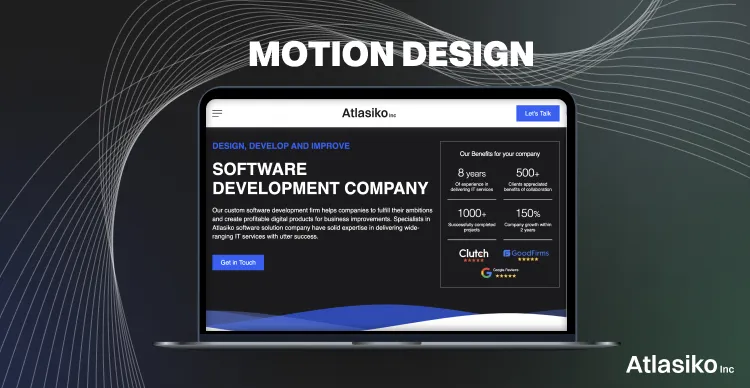 MOTION DESIGN
Atlasiko Inc
Let's Talk
DESIGN, DEVELOP AND IMPROVE
SOFTWARE
DEVELOPMENT COMPANY
Our custom software development firm helps companies to fulfill their ambitions
and create profitable digital products for business improvements. Specialists in
Atlasiko software solution company have solid expertise in delivering wide-
ranging IT services with utter success.
Get in Touch
Our Benefits for your company
8 years
Of experience in
delivering IT services
500+
Clients appreciated
benefits of collaboration
1000+
Successfully completed
projects
150%
Company growth within
2 years
Clutch
GoodFirms
Google Reviews
Atlasiko Inc